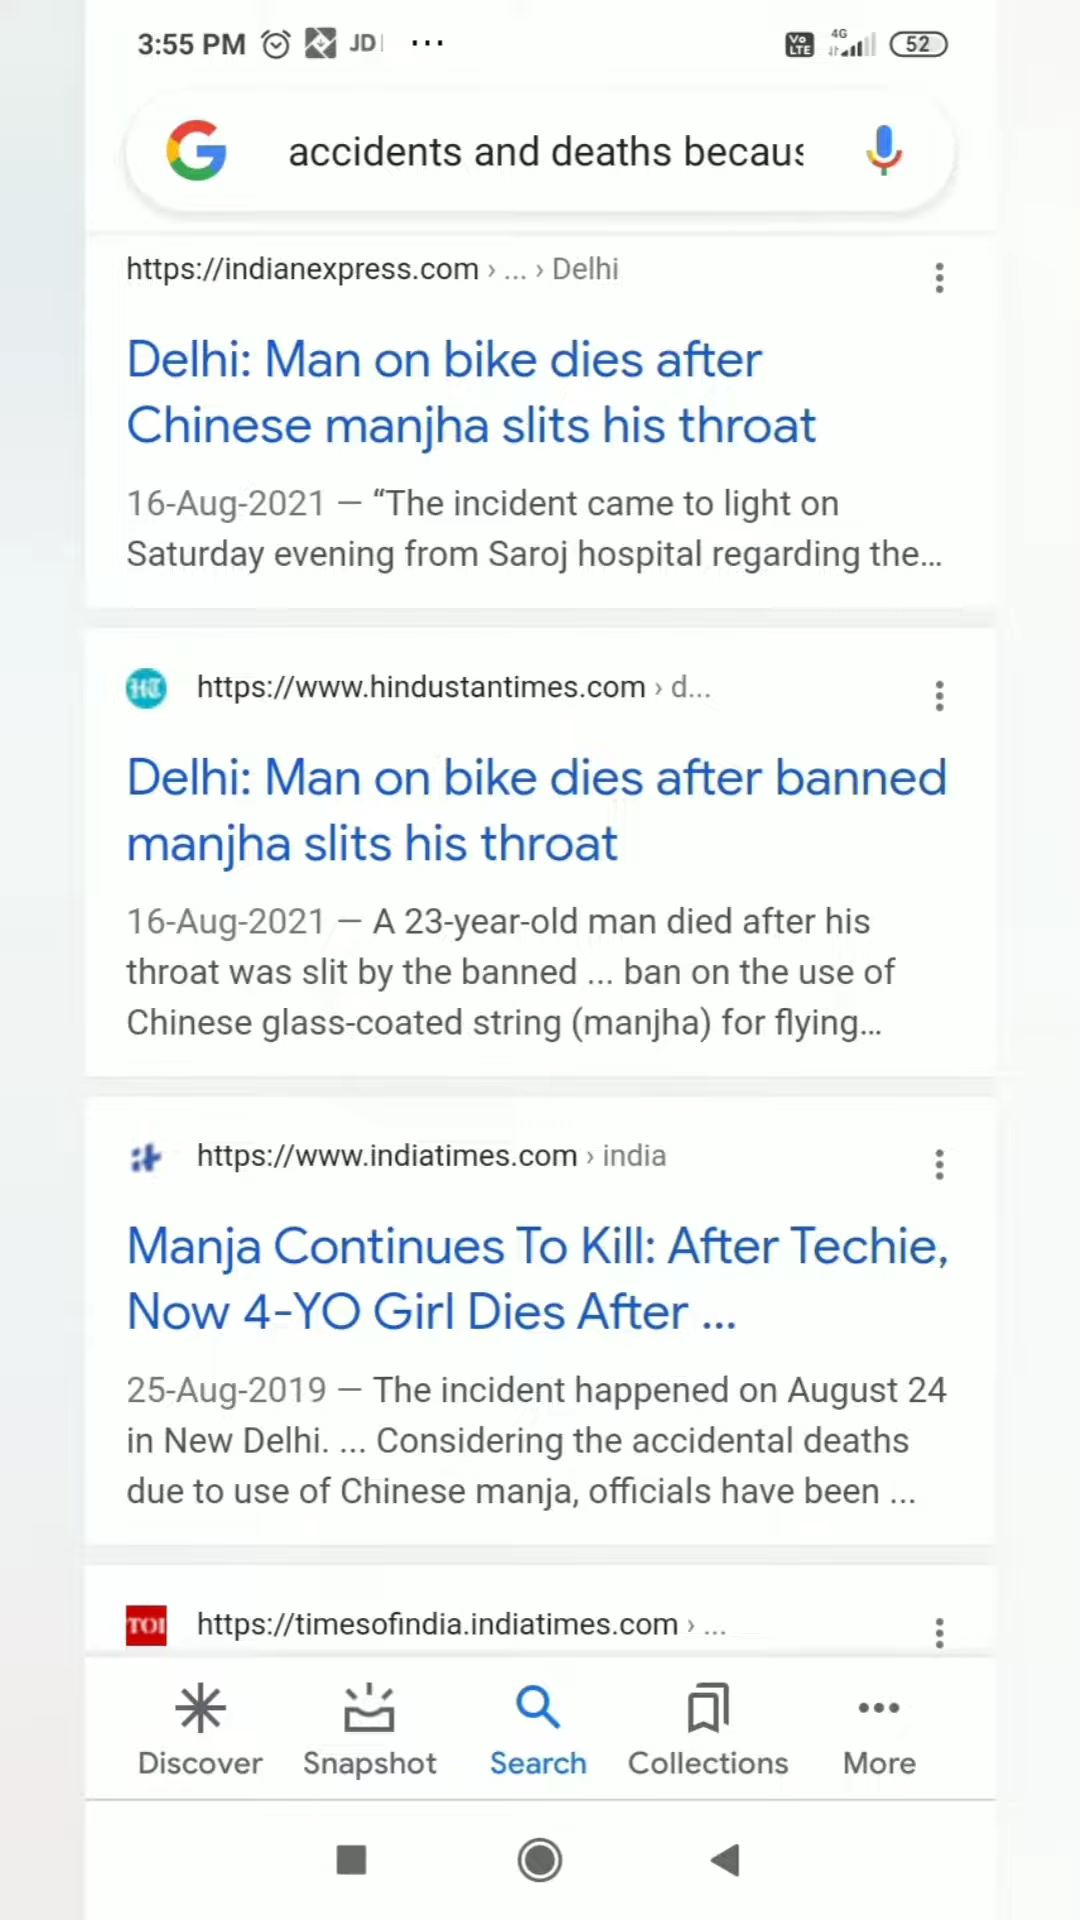 3:55 PM JD ...
Vo LTE 4G 52
accidents and deaths becaus
https://indianexpress.com › ... › Delhi
Delhi: Man on bike dies after
Chinese manjha slits his throat
16-Aug-2021 — “The incident came to light on
Saturday evening from Saroj hospital regarding the...
HT https://www.hindustantimes.com › d...
Delhi: Man on bike dies after banned
manjha slits his throat
16-Aug-2021 — A 23-year-old man died after his
throat was slit by the banned ... ban on the use of
Chinese glass-coated string (manjha) for flying...
https://www.indiatimes.com › india
Manja Continues To Kill: After Techie,
Now 4-YO Girl Dies After ...
25-Aug-2019 — The incident happened on August 24
in New Delhi. ... Considering the accidental deaths
due to use of Chinese manja, officials have been ...
TOI https://timesofindia.indiatimes.com › ...
Discover Snapshot Search Collections More